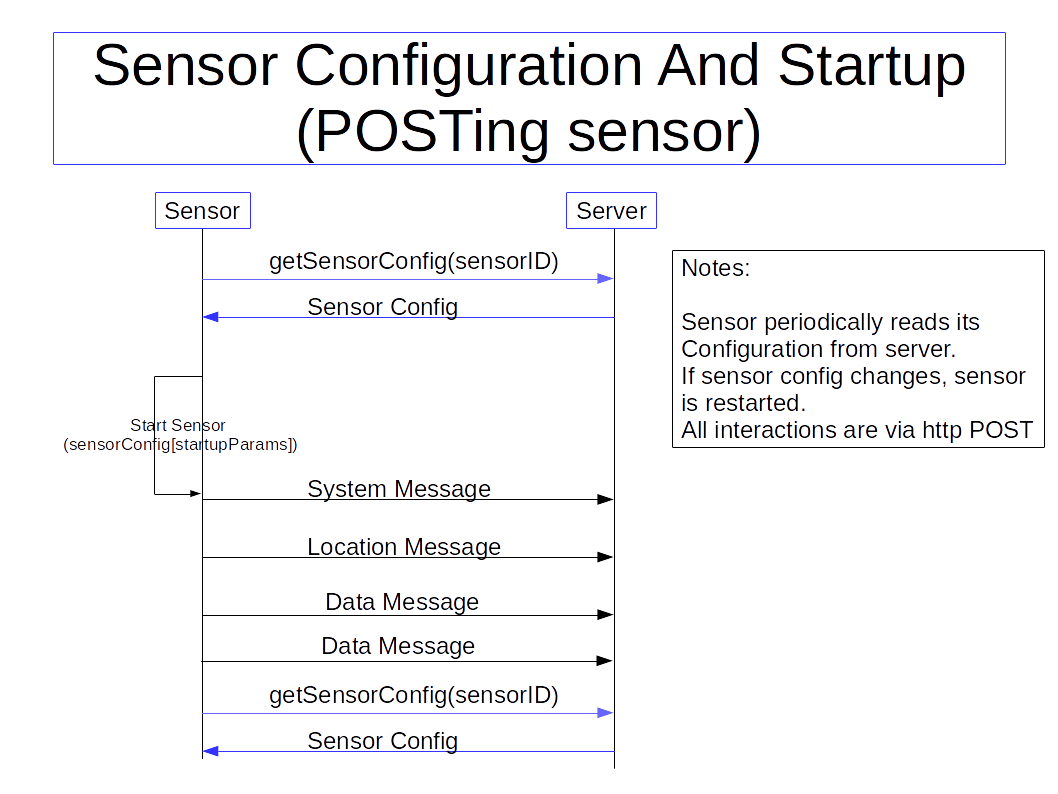 Sensor Configuration And Startup
(POSTing sensor)
Sensor
Server
getSensorConfig(sensorID)
Sensor Config
Notes:
Sensor periodically reads its
Configuration from server.
If sensor config changes, sensor
is restarted.
All interactions are via http POST
Start Sensor
(sensorConfig[startupParams])
System Message
Location Message
Data Message
Data Message
getSensorConfig(sensorID)
Sensor Config